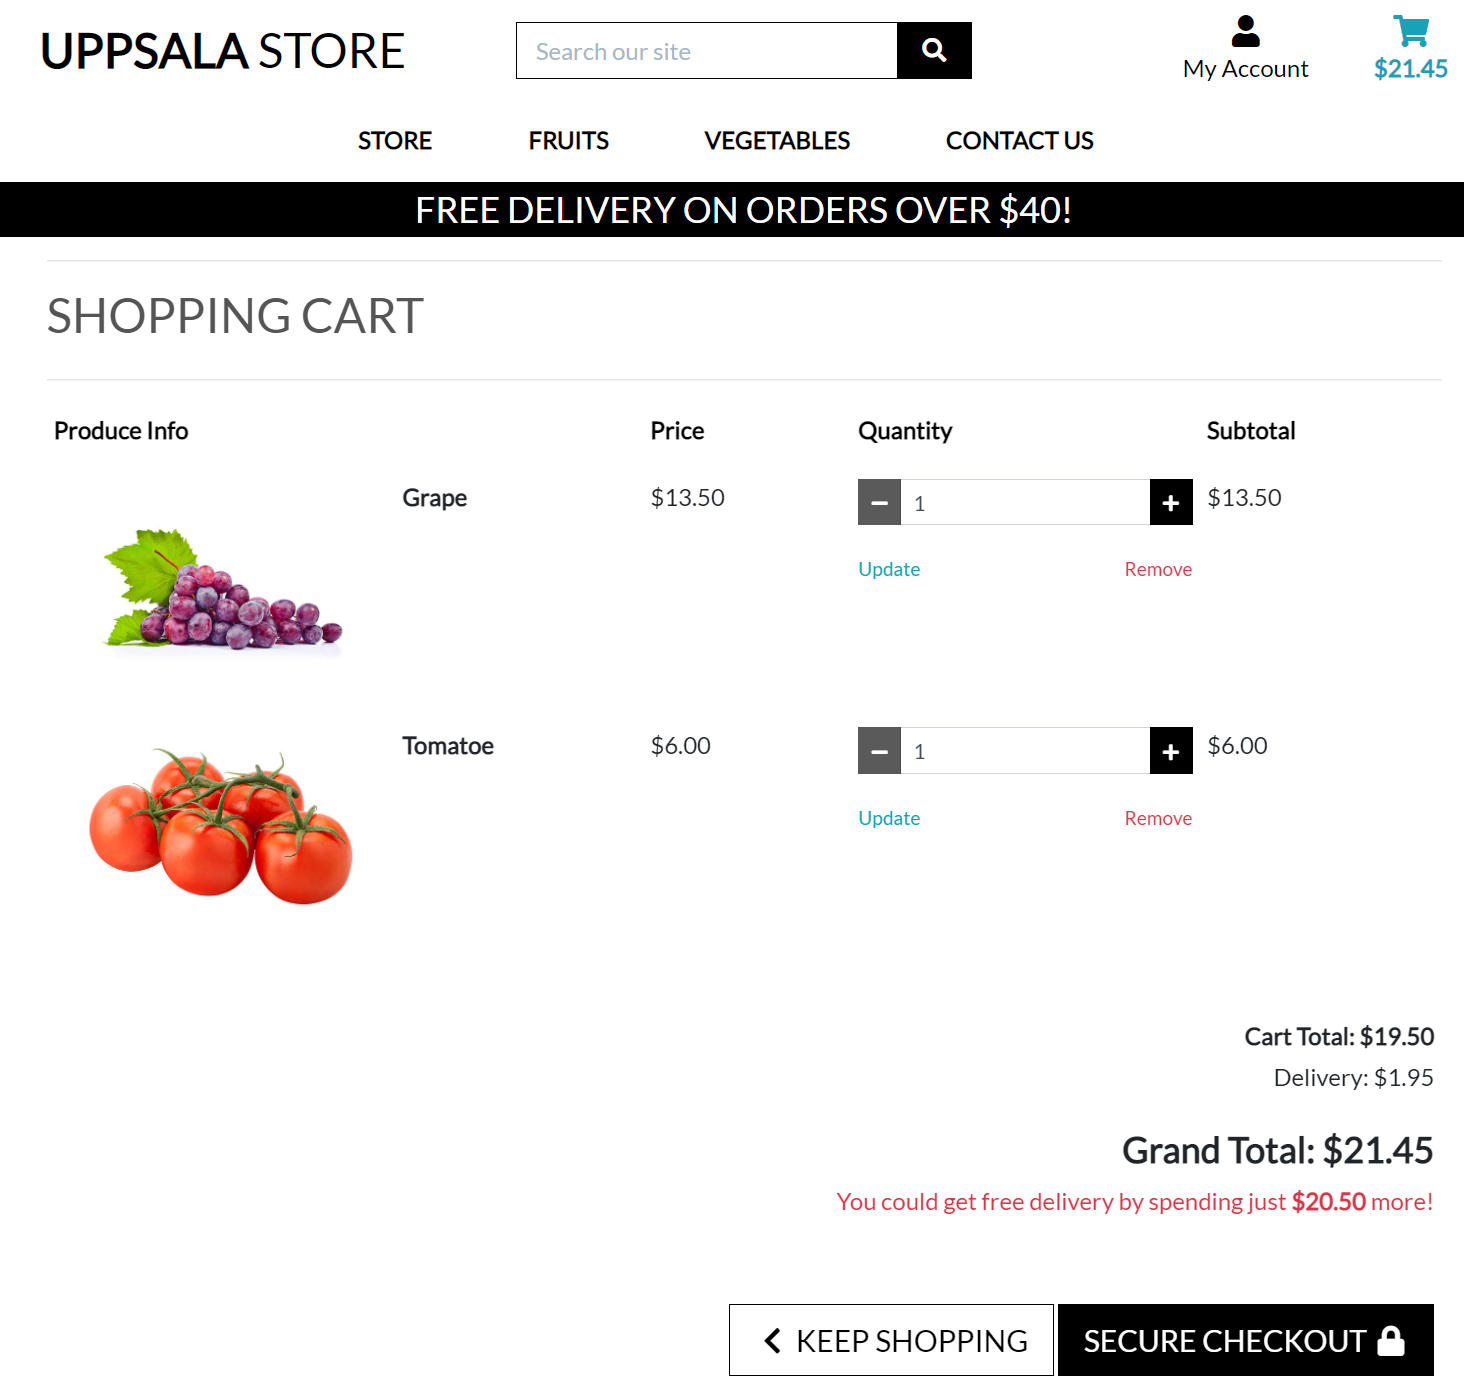 UPPSALA STORE
Search our site
My Account
$21.45
STORE FRUITS VEGETABLES CONTACT US
FREE DELIVERY ON ORDERS OVER $40!
SHOPPING CART
Produce Info Price Quantity Subtotal
Grape $13.50 1 $13.50
Update Remove
Tomatoe $6.00 1 $6.00
Update Remove
Cart Total: $19.50
Delivery: $1.95
Grand Total: $21.45
You could get free delivery by spending just $20.50 more!
KEEP SHOPPING SECURE CHECKOUT